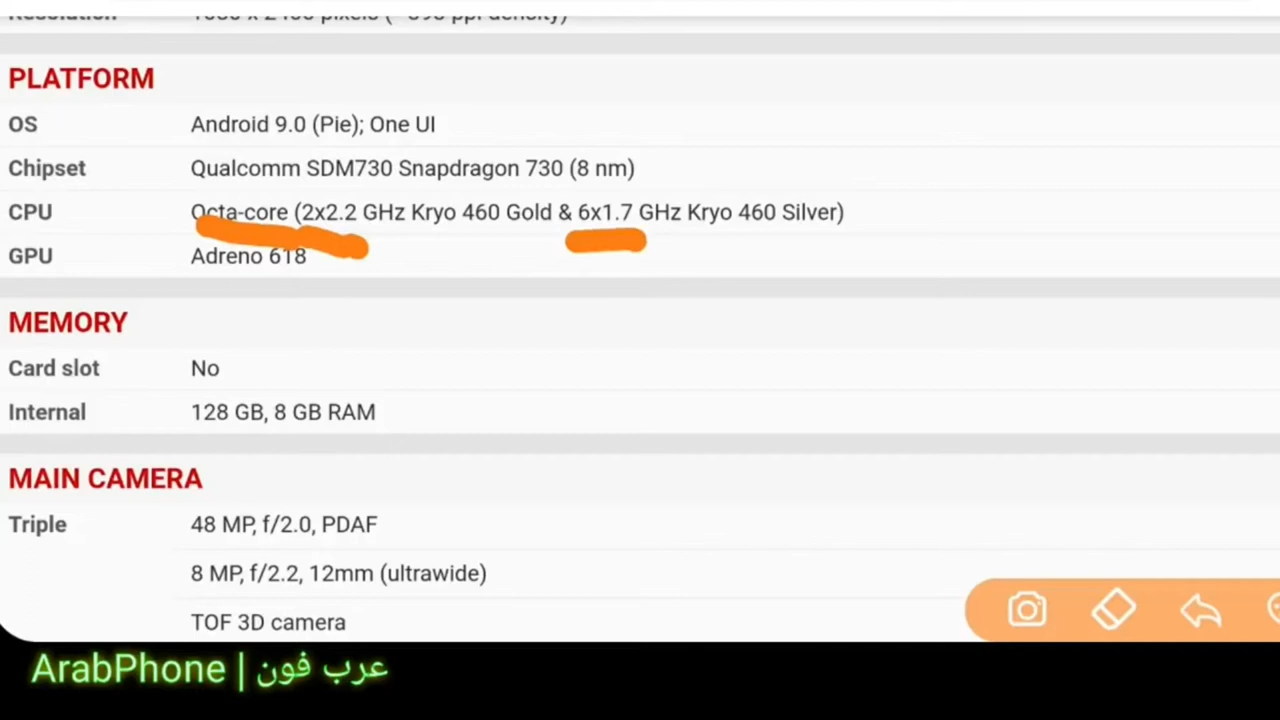 PLATFORM
OS Android 9.0 (Pie); One UI
Chipset Qualcomm SDM730 Snapdragon 730 (8 nm)
CPU Octa-core (2x2.2 GHz Kryo 460 Gold & 6x1.7 GHz Kryo 460 Silver)
GPU Adreno 618
MEMORY
Card slot No
Internal 128 GB, 8 GB RAM
MAIN CAMERA
Triple 48 MP, f/2.0, PDAF
8 MP, f/2.2, 12mm (ultrawide)
TOF 3D camera
ArabPhone | عرب فون